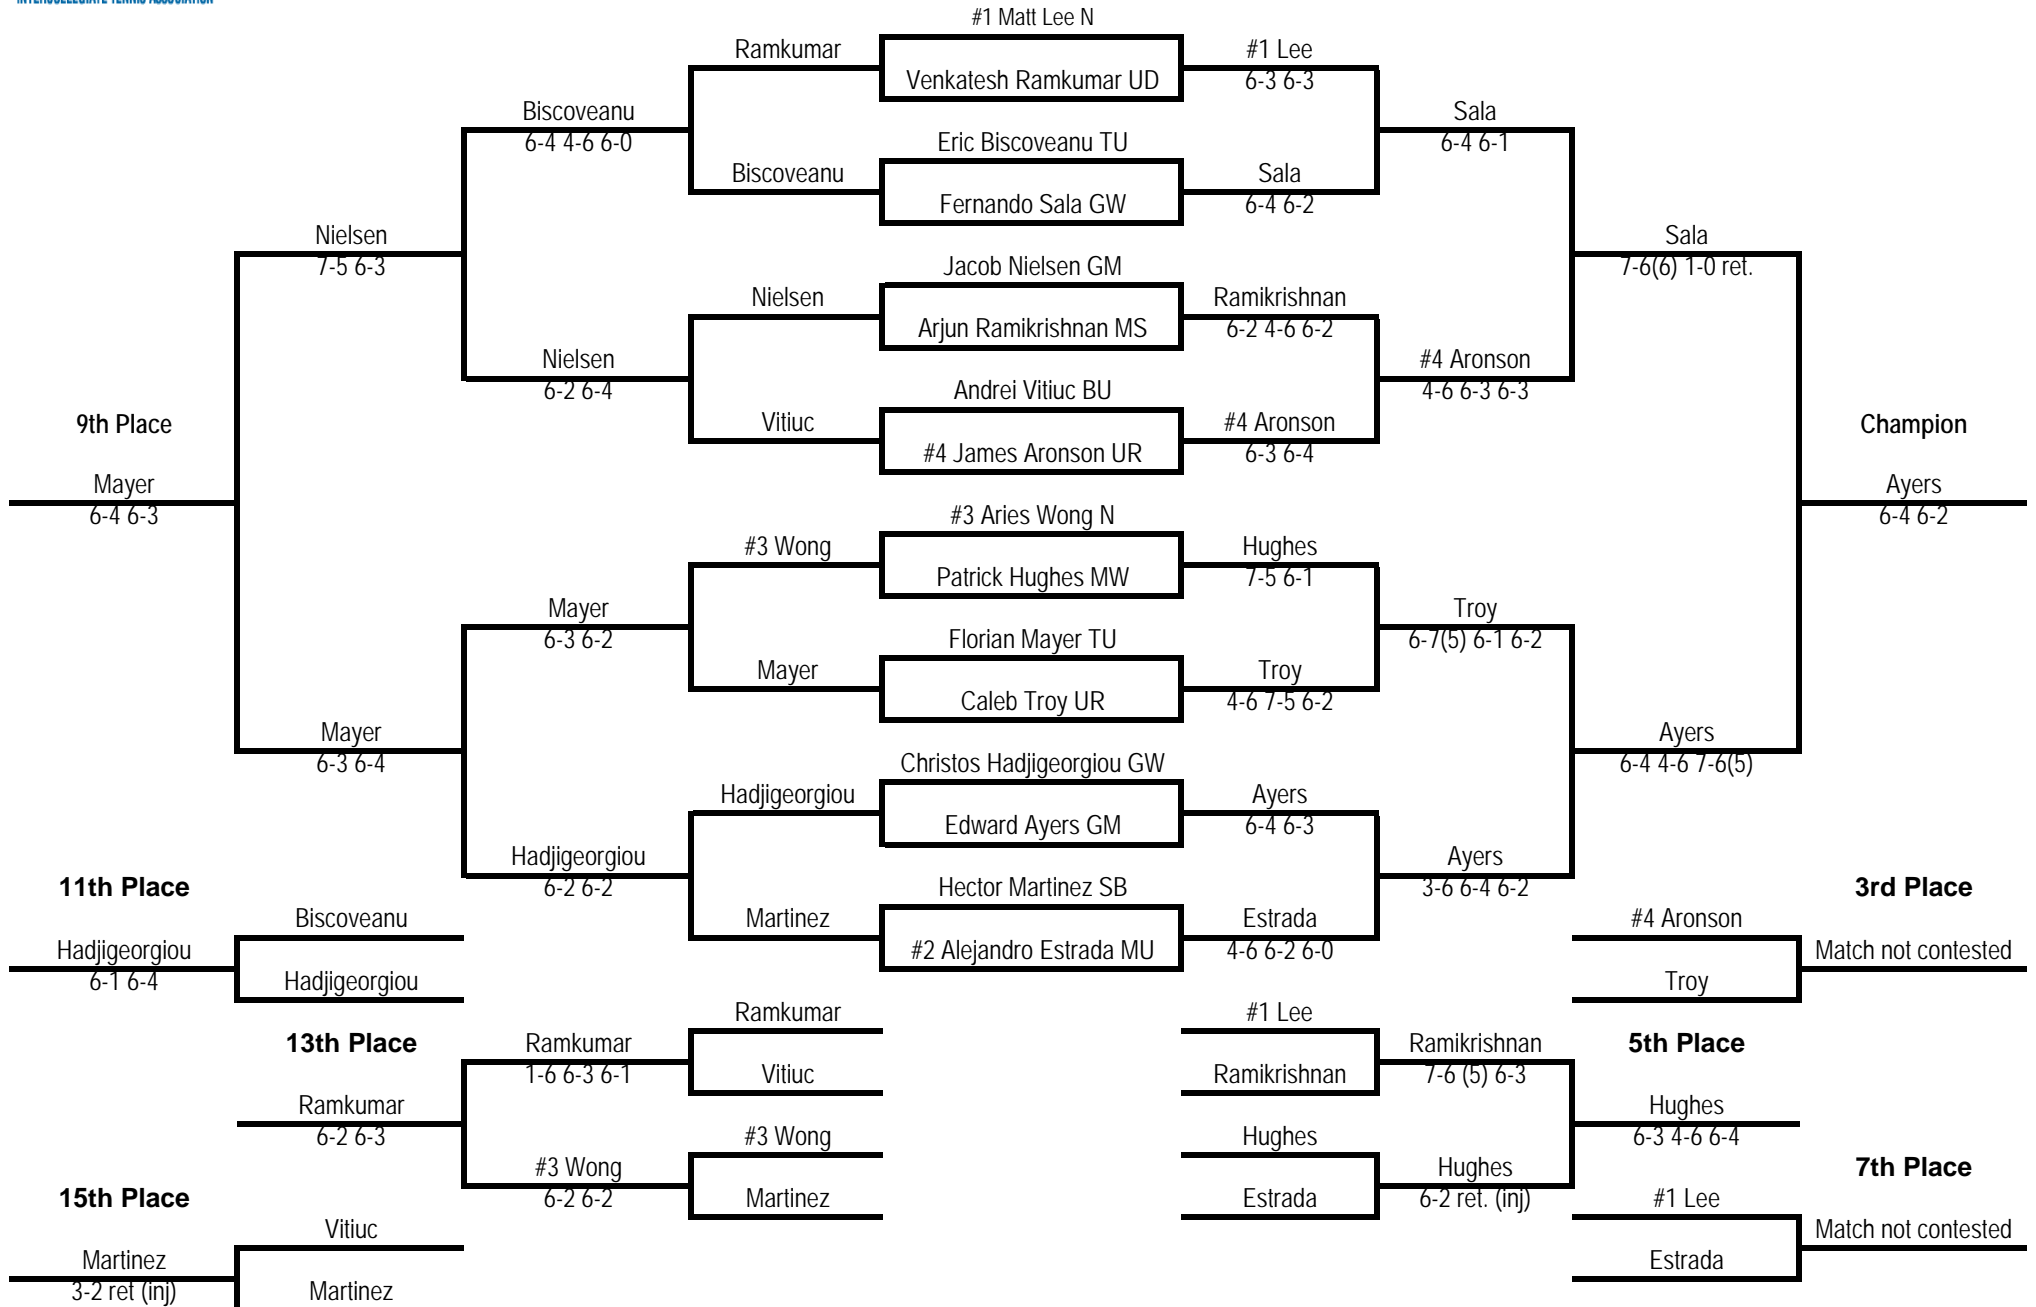 INTERCOLLEGIATE TENNIS ASSOCIATION
#1 Matt Lee N
Ramkumar
#1 Lee
Venkatesh Ramkumar UD
6-3 6-3
Biscoveanu
Sala
6-4 4-6 6-0
Eric Biscoveanu TU
6-4 6-1
Biscoveanu
Sala
Fernando Sala GW
6-4 6-2
Nielsen
Sala
7-5 6-3
Jacob Nielsen GM
7-6(6) 1-0 ret.
Nielsen
Ramikrishnan
Arjun Ramikrishnan MS
6-2 4-6 6-2
Nielsen
#4 Aronson
6-2 6-4
Andrei Vitiuc BU
4-6 6-3 6-3
9th Place
Vitiuc
#4 Aronson
Champion
#4 James Aronson UR
6-3 6-4
Mayer
Ayers
6-4 6-3
#3 Aries Wong N
6-4 6-2
#3 Wong
Hughes
Patrick Hughes MW
7-5 6-1
Mayer
Troy
6-3 6-2
Florian Mayer TU
6-7(5) 6-1 6-2
Mayer
Troy
Caleb Troy UR
4-6 7-5 6-2
Mayer
Ayers
6-3 6-4
Christos Hadjigeorgiou GW
6-4 4-6 7-6(5)
Hadjigeorgiou
Ayers
Edward Ayers GM
6-4 6-3
Hadjigeorgiou
Ayers
11th Place
6-2 6-2
Hector Martinez SB
3-6 6-4 6-2
3rd Place
Biscoveanu
Martinez
Estrada
#4 Aronson
Hadjigeorgiou
#2 Alejandro Estrada MU
4-6 6-2 6-0
Match not contested
6-1 6-4
Hadjigeorgiou
Troy
Ramkumar
#1 Lee
13th Place
Ramkumar
Ramikrishnan
5th Place
1-6 6-3 6-1
Vitiuc
Ramikrishnan
7-6 (5) 6-3
Ramkumar
Hughes
6-2 6-3
#3 Wong
Hughes
6-3 4-6 6-4
#3 Wong
Hughes
7th Place
15th Place
6-2 6-2
Martinez
Estrada
6-2 ret. (inj)
#1 Lee
Vitiuc
Match not contested
Martinez
Estrada
3-2 ret (inj)
Martinez